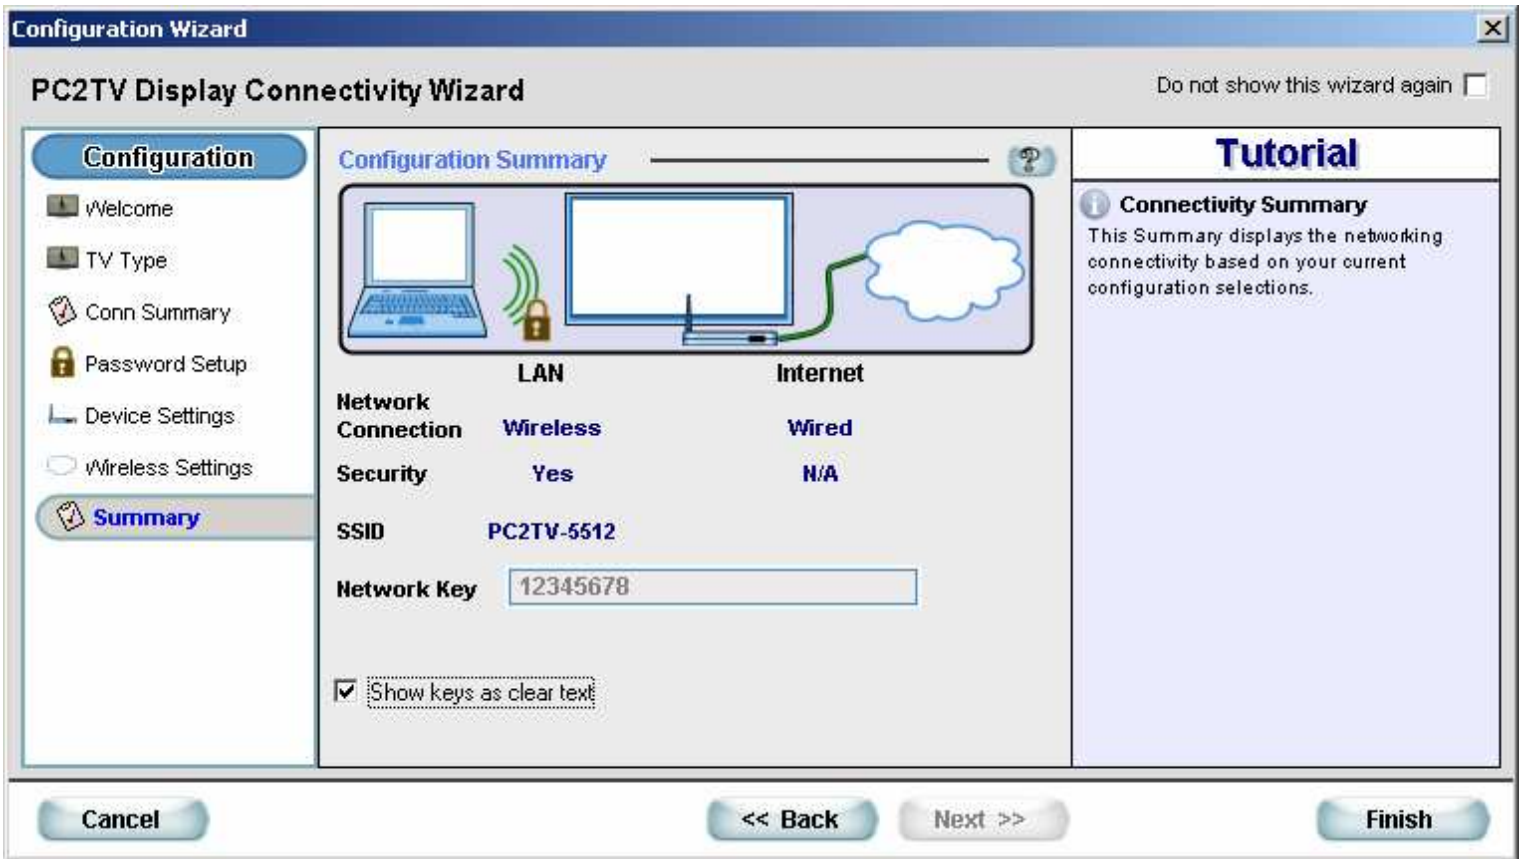 Configuration Wizard
PC2TV Display Connectivity Wizard
Do not show this wizard again
Configuration
Welcome
TV Type
Conn Summary
Password Setup
Device Settings
Wireless Settings
Summary
Configuration Summary
?
LAN Internet
Network
Connection Wireless Wired
Security Yes N/A
SSID PC2TV-5512
Network Key 12345678
Show keys as clear text
Tutorial
Connectivity Summary
This Summary displays the networking
connectivity based on your current
configuration selections.
Cancel << Back Next >> Finish